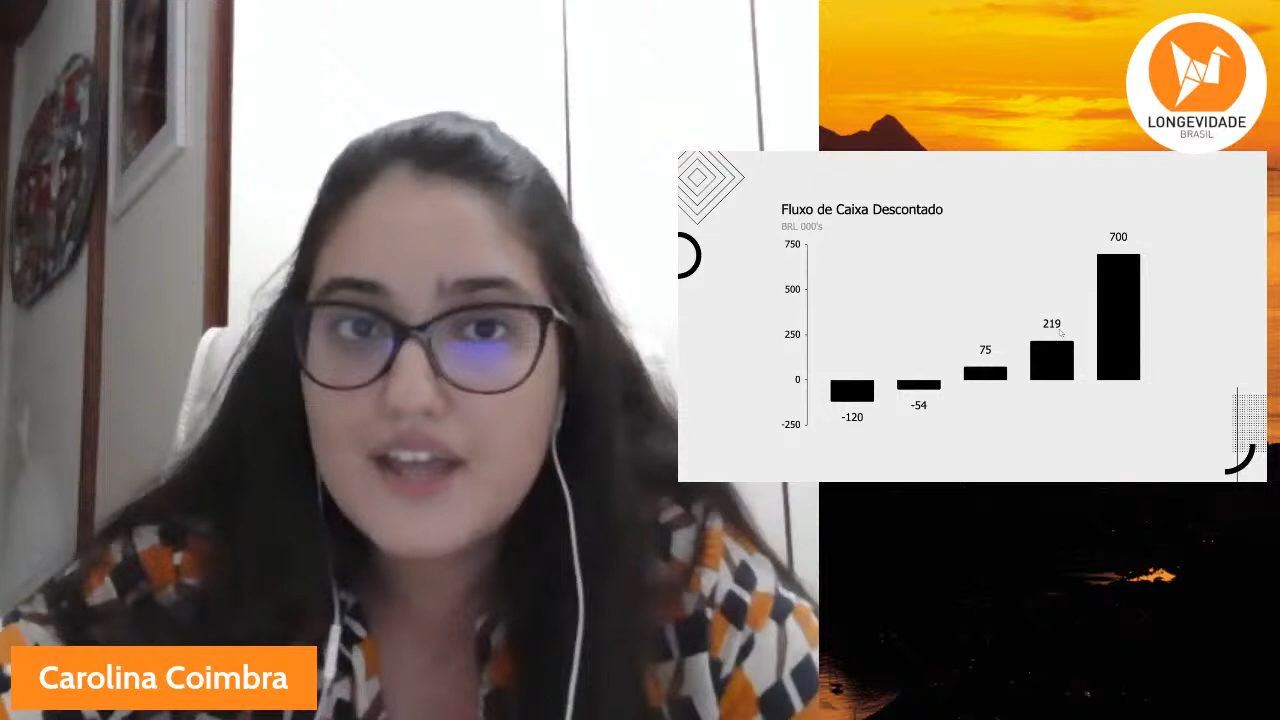 LONGEVIDADE
BRASIL
Fluxo de Caixa Descontado
BRL 000's
750
500
250
0
-250
-120
-54
75
219
700
Carolina Coimbra